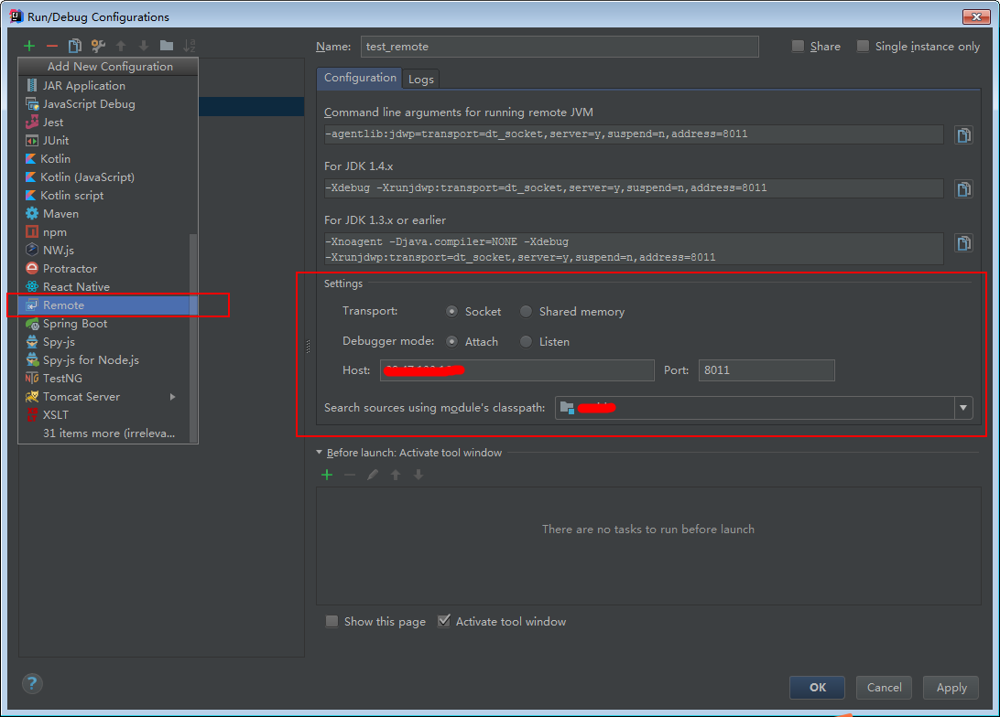 Run/Debug Configurations
Name: test_remote Share Single instance only
Add New Configuration
JAR Application
JavaScript Debug
Jest
JUnit
Kotlin
Kotlin (JavaScript)
Kotlin script
Maven
npm
NW.js
Protractor
React Native
Remote
Spring Boot
Spy-js
Spy-js for Node.js
TestNG
Tomcat Server
XSLT
31 items more (irreleva...
Configuration Logs
Command line arguments for running remote JVM
-agentlib:jdwp=transport=dt_socket,server=y,suspend=n,address=8011
For JDK 1.4.x
-Xdebug -Xrunjdwp:transport=dt_socket,server=y,suspend=n,address=8011
For JDK 1.3.x or earlier
-Xnoagent -Djava.compiler=NONE -Xdebug
-Xrunjdwp:transport=dt_socket,server=y,suspend=n,address=8011
Settings
Transport: Socket Shared memory
Debugger mode: Attach Listen
Host: Port: 8011
Search sources using module's classpath:
Before launch: Activate tool window
There are no tasks to run before launch
Show this page Activate tool window
? OK Cancel Apply